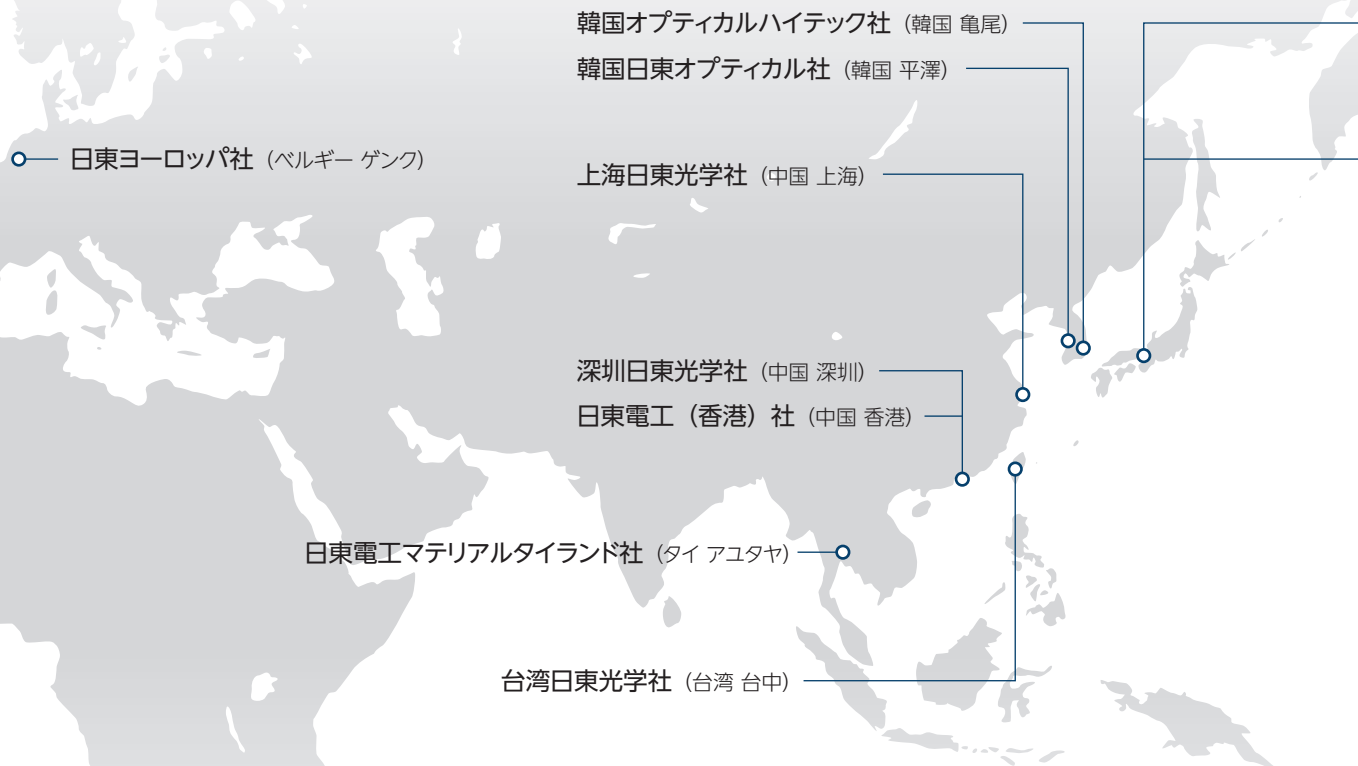 韓国オプティカルハイテック社（韓国 亀尾）
韓国日東オプティカル社（韓国 平澤）
日東ヨーロッパ社（ベルギー ゲンク）
上海日東光学社（中国 上海）
深圳日東光学社（中国 深圳）
日東電工（香港）社（中国 香港）
日東電工マテリアルタイランド社（タイ アユタヤ）
台湾日東光学社（台湾 台中）